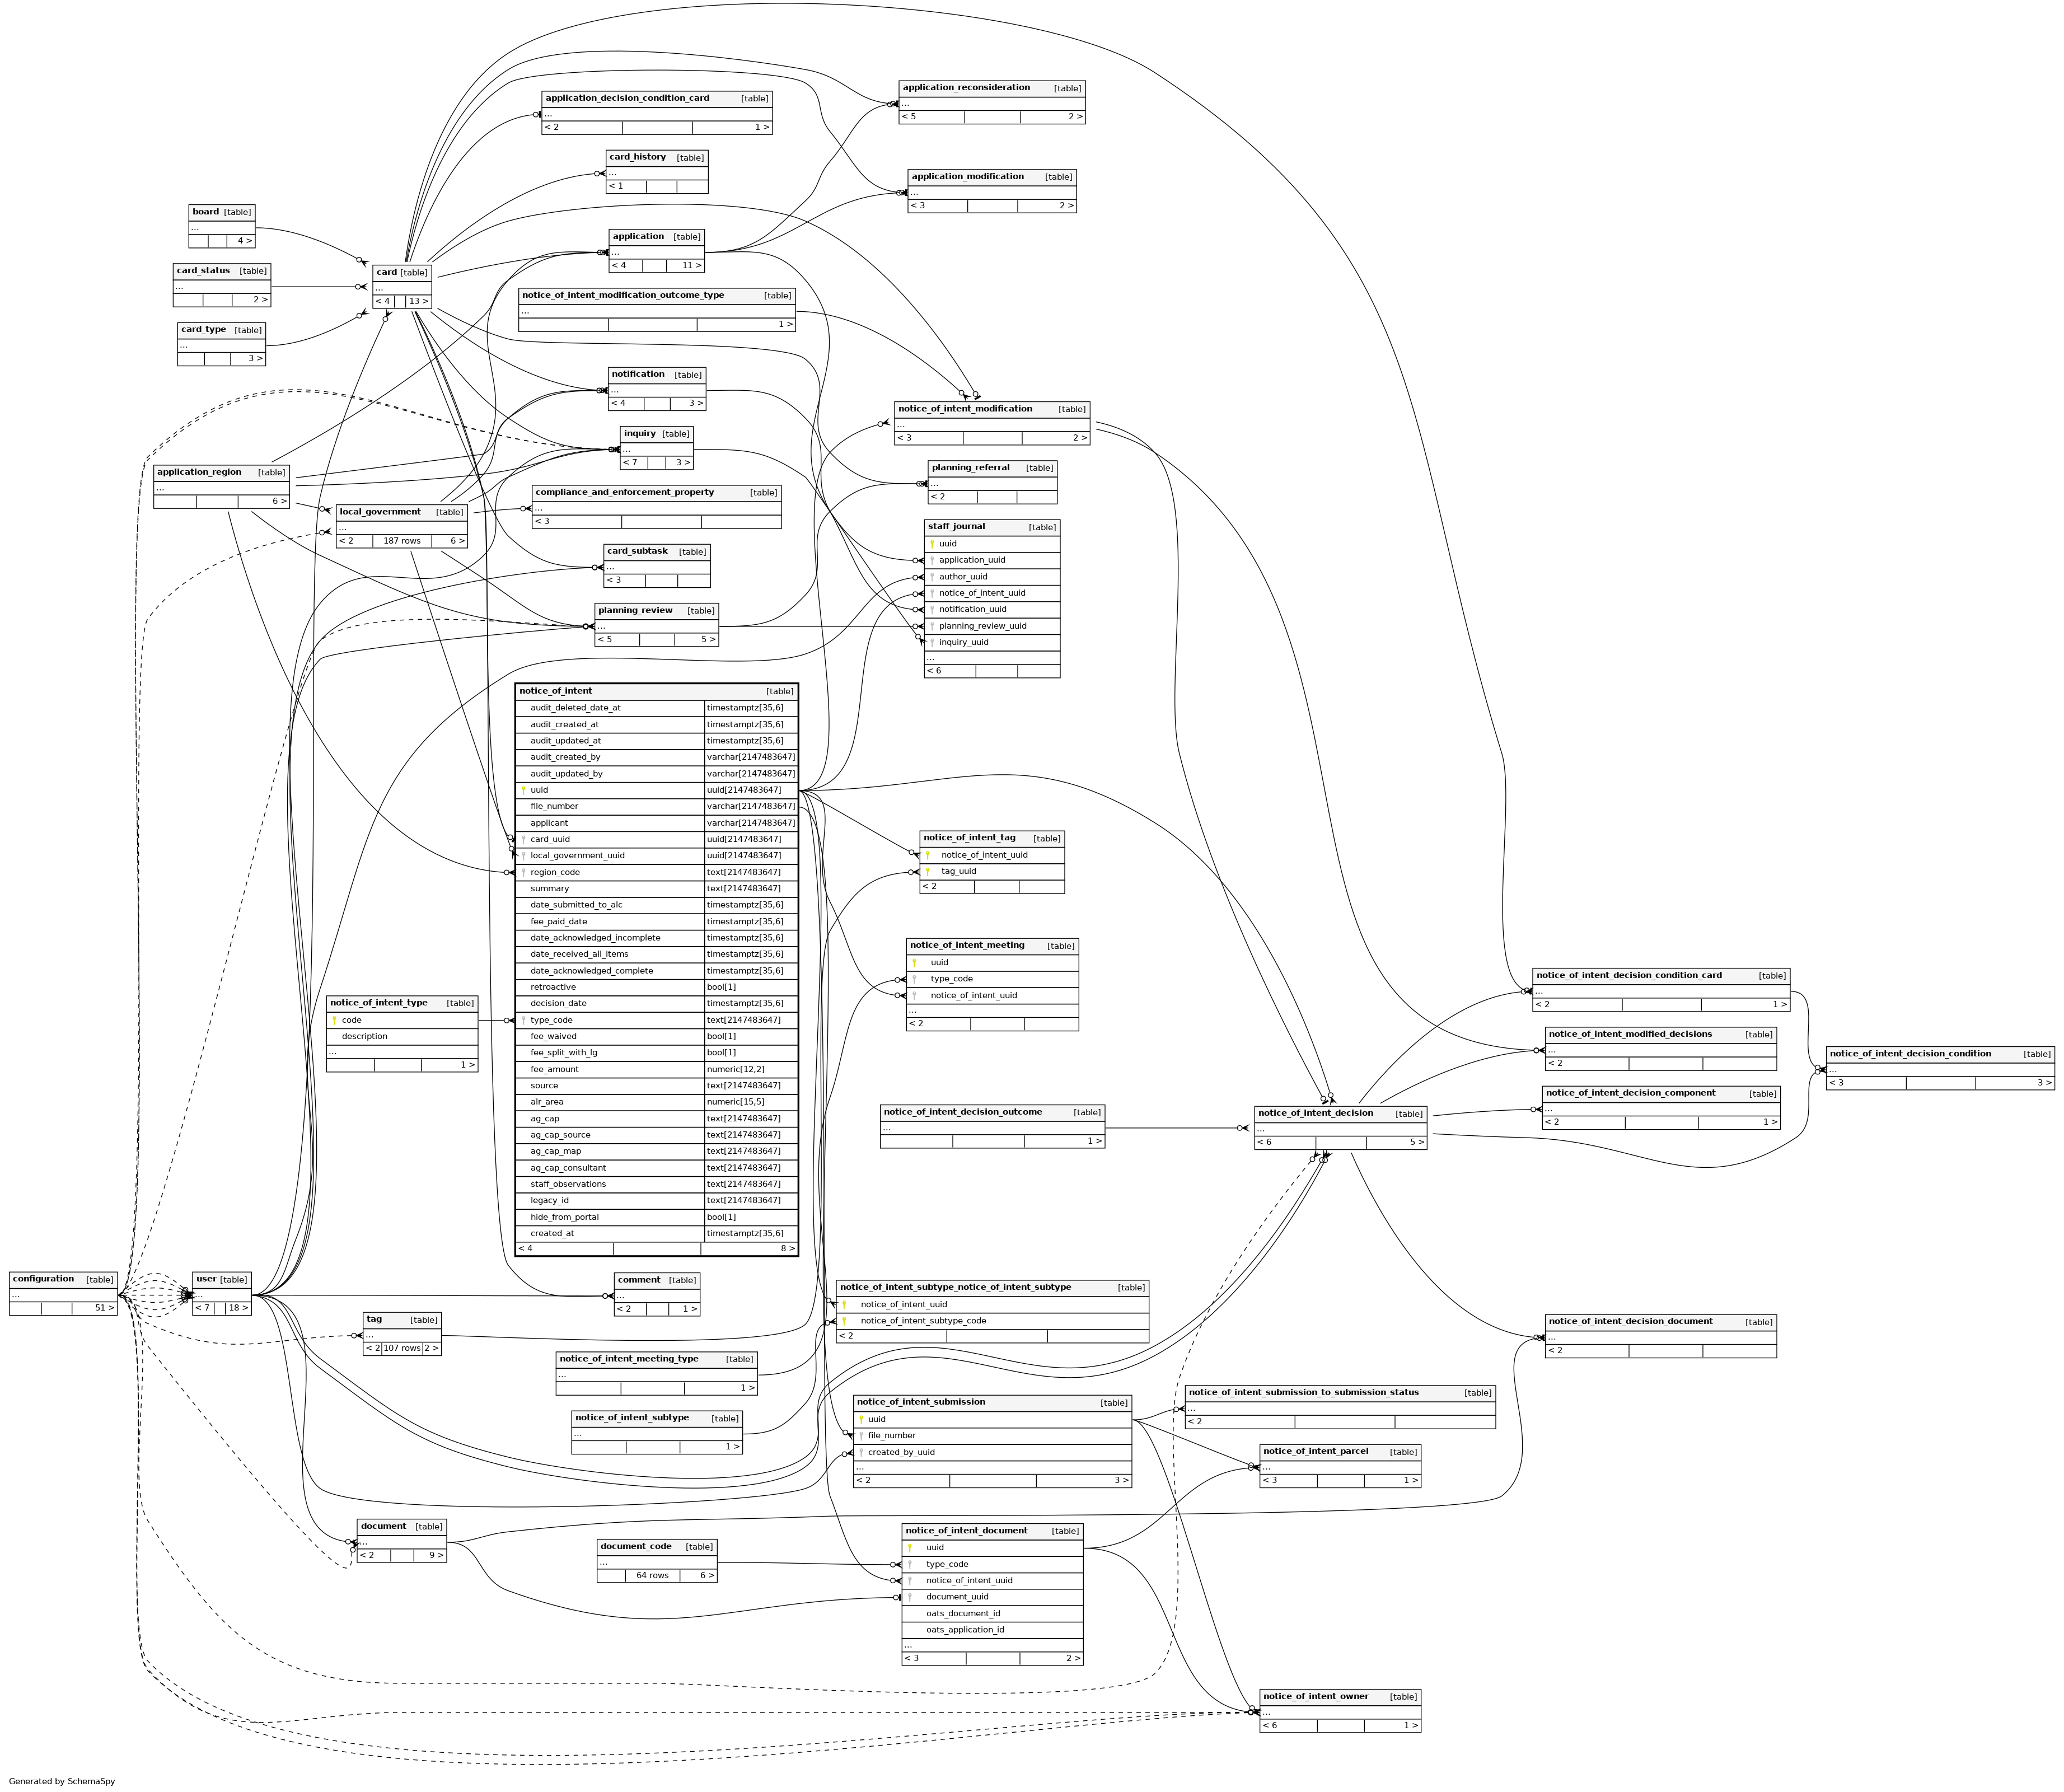 application_decision_condition_card [table]
...
< 2 1 >
application_reconsideration [table]
...
< 5 2 >
card_history [table]
...
< 1
application_modification [table]
...
< 3 2 >
board [table]
...
4 >
application [table]
...
< 4 11 >
card_status [table]
...
2 >
card [table]
...
< 4 13 >
notice_of_intent_modification_outcome_type [table]
...
1 >
card_type [table]
...
3 >
notification [table]
...
< 4 3 >
notice_of_intent_modification [table]
...
< 3 2 >
inquiry [table]
...
< 7 3 >
application_region [table]
...
6 >
planning_referral [table]
...
< 2
compliance_and_enforcement_property [table]
...
< 3
local_government [table]
...
< 2 187 rows 6 >
staff_journal [table]
uuid
application_uuid
author_uuid
notice_of_intent_uuid
notification_uuid
planning_review_uuid
inquiry_uuid
...
< 6
card_subtask [table]
...
< 3
planning_review [table]
...
< 5 5 >
notice_of_intent [table]
audit_deleted_date_at timestamptz[35,6]
audit_created_at timestamptz[35,6]
audit_updated_at timestamptz[35,6]
audit_created_by varchar[2147483647]
audit_updated_by varchar[2147483647]
uuid uuid[2147483647]
file_number varchar[2147483647]
applicant varchar[2147483647]
card_uuid uuid[2147483647]
local_government_uuid uuid[2147483647]
region_code text[2147483647]
summary text[2147483647]
date_submitted_to_alc timestamptz[35,6]
fee_paid_date timestamptz[35,6]
date_acknowledged_incomplete timestamptz[35,6]
date_received_all_items timestamptz[35,6]
date_acknowledged_complete timestamptz[35,6]
retroactive bool[1]
decision_date timestamptz[35,6]
type_code text[2147483647]
fee_waived bool[1]
fee_split_with_lg bool[1]
fee_amount numeric[12,2]
source text[2147483647]
alr_area numeric[15,5]
ag_cap text[2147483647]
ag_cap_source text[2147483647]
ag_cap_map text[2147483647]
ag_cap_consultant text[2147483647]
staff_observations text[2147483647]
legacy_id text[2147483647]
hide_from_portal bool[1]
created_at timestamptz[35,6]
< 4 8 >
notice_of_intent_tag [table]
notice_of_intent_uuid
tag_uuid
< 2
notice_of_intent_meeting [table]
uuid
type_code
notice_of_intent_uuid
...
< 2
notice_of_intent_type [table]
code
description
...
1 >
notice_of_intent_decision_condition_card [table]
...
< 2 1 >
notice_of_intent_modified_decisions [table]
...
< 2
notice_of_intent_decision_condition [table]
...
< 3 3 >
notice_of_intent_decision_component [table]
...
< 2 1 >
notice_of_intent_decision_outcome [table]
...
1 >
notice_of_intent_decision [table]
...
< 6 5 >
configuration [table]
...
51 >
user [table]
...
< 7 18 >
comment [table]
...
< 2 1 >
notice_of_intent_subtype_notice_of_intent_subtype [table]
notice_of_intent_uuid
notice_of_intent_subtype_code
< 2
tag [table]
...
< 2 107 rows 2 >
notice_of_intent_decision_document [table]
...
< 2
notice_of_intent_meeting_type [table]
...
1 >
notice_of_intent_subtype [table]
...
1 >
notice_of_intent_submission [table]
uuid
file_number
created_by_uuid
...
< 2 3 >
notice_of_intent_submission_to_submission_status [table]
...
< 2
notice_of_intent_parcel [table]
...
< 3 1 >
document [table]
...
< 2 9 >
document_code [table]
...
64 rows 6 >
notice_of_intent_document [table]
uuid
type_code
notice_of_intent_uuid
document_uuid
oats_document_id
oats_application_id
...
< 3 2 >
notice_of_intent_owner [table]
...
< 6 1 >
Generated by SchemaSpy